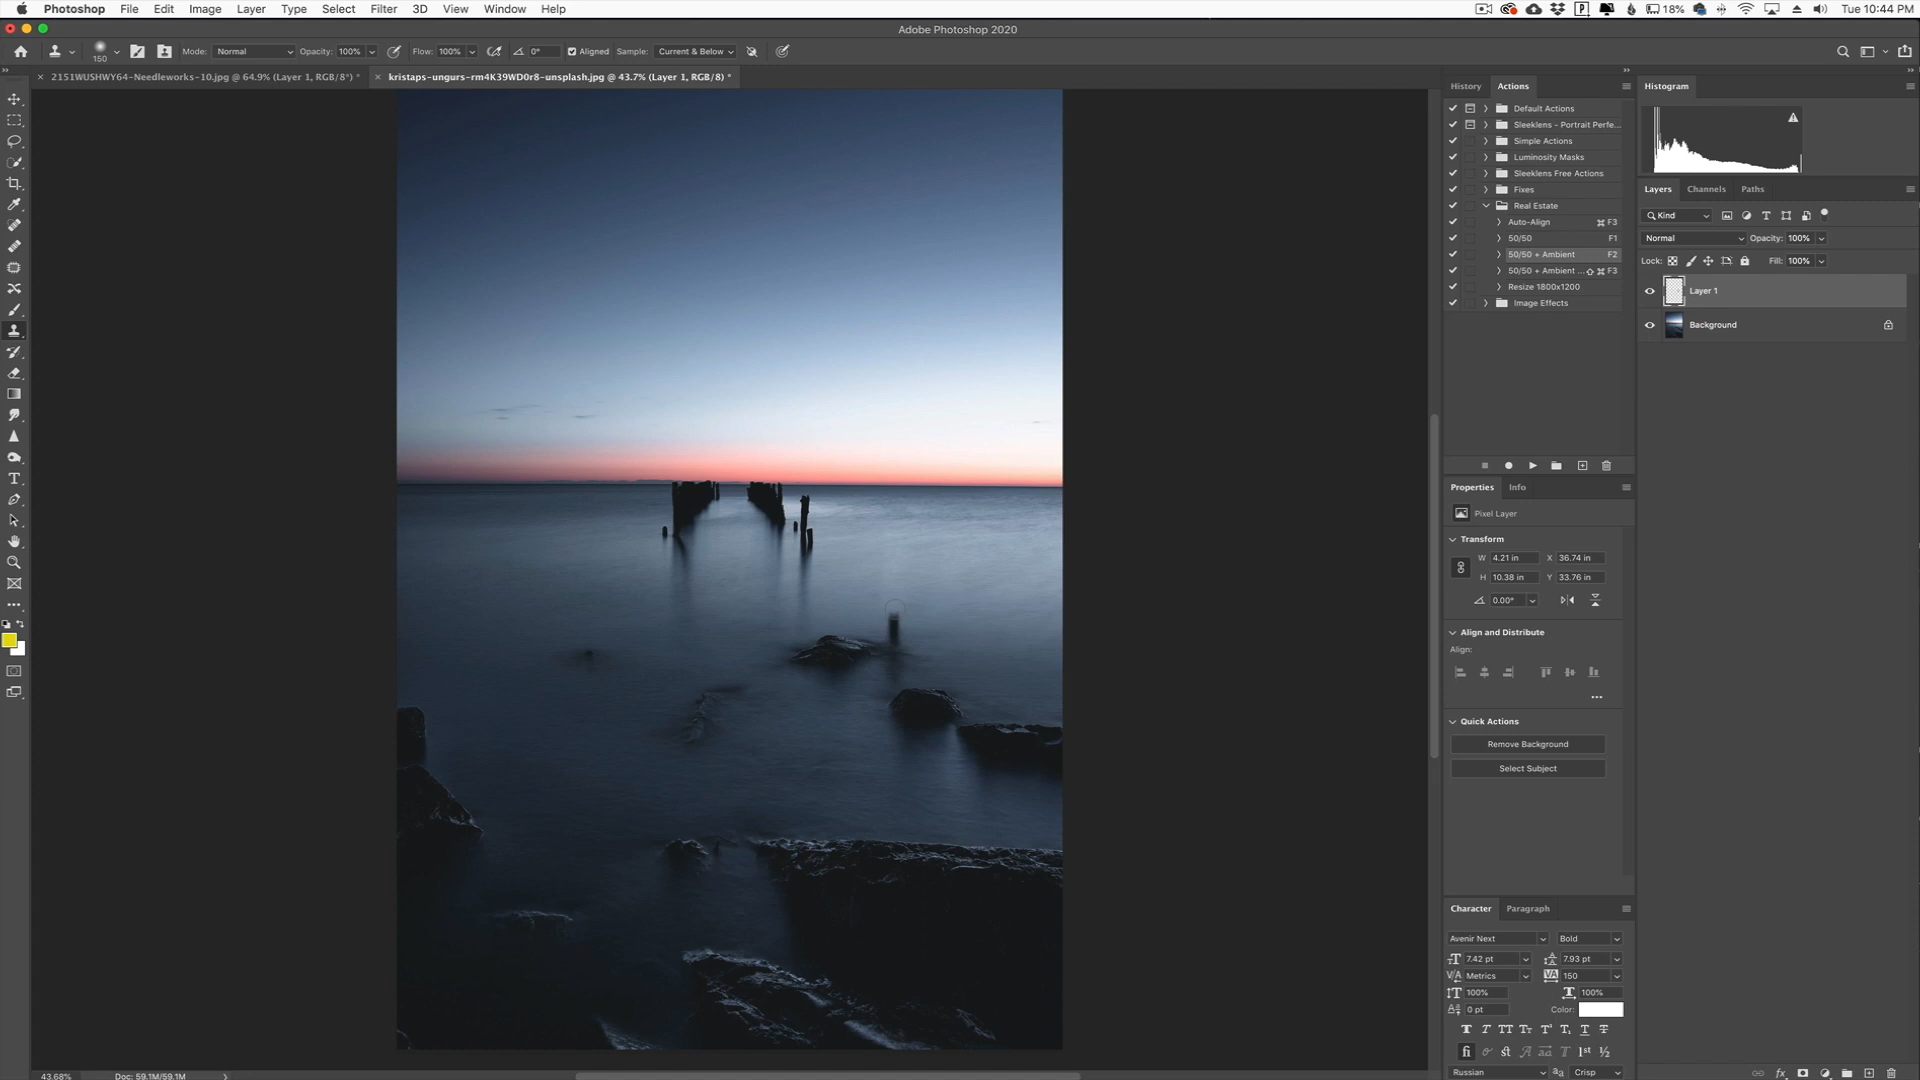 Photoshop File Edit Image Layer Type Select Filter 3D View Window Help 18% Tue 10:44 PM
Adobe Photoshop 2020
150 Mode: Normal Opacity: 100% Flow: 100% 0° Aligned Sample: Current & Below
2151WUSHWY64-Needleworks-10.jpg @ 64.9% (Layer 1, RGB/8*) * kristaps-ungurs-rm4K39WD0r8-unsplash.jpg @ 43.7% (Layer 1, RGB/8) *
History Actions
Default Actions
Sleeklens - Portrait Perfe...
Simple Actions
Luminosity Masks
Sleeklens Free Actions
Fixes
Real Estate
Auto-Align ⌘ F3
50/50 F1
50/50 + Ambient F2
50/50 + Ambient ... ⌘ F3
Resize 1800x1200
Image Effects
Histogram
Layers Channels Paths
Kind
Normal Opacity: 100%
Lock: Fill: 100%
Layer 1
Background
Properties Info
Pixel Layer
Transform
W 4.21 in X 36.74 in
H 10.38 in Y 33.76 in
0.00°
Align and Distribute
Align:
Quick Actions
Remove Background
Select Subject
Character Paragraph
Avenir Next Bold
7.42 pt 7.93 pt
Metrics 150
100% 100%
0 pt Color:
Russian Crisp
43.68% Doc: 59.1M/59.1M